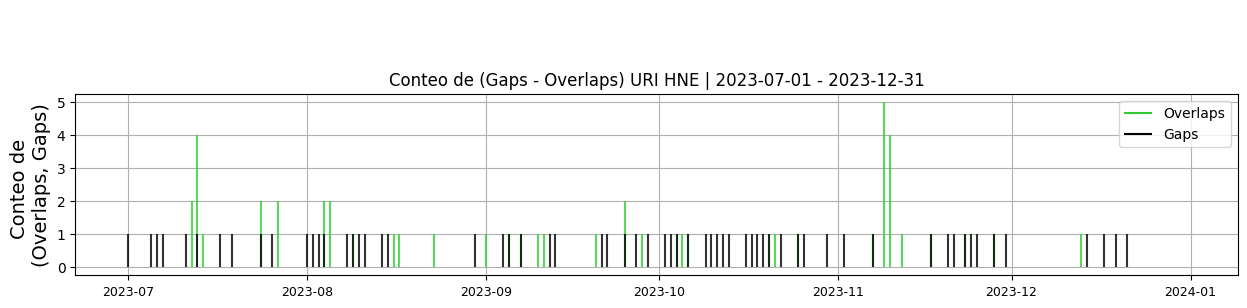 Conteo de (Gaps - Overlaps) URI HNE | 2023-07-01 - 2023-12-31
Conteo de
(Overlaps, Gaps)
5
4
3
2
1
0
Overlaps
Gaps
2023-07
2023-08
2023-09
2023-10
2023-11
2023-12
2024-01